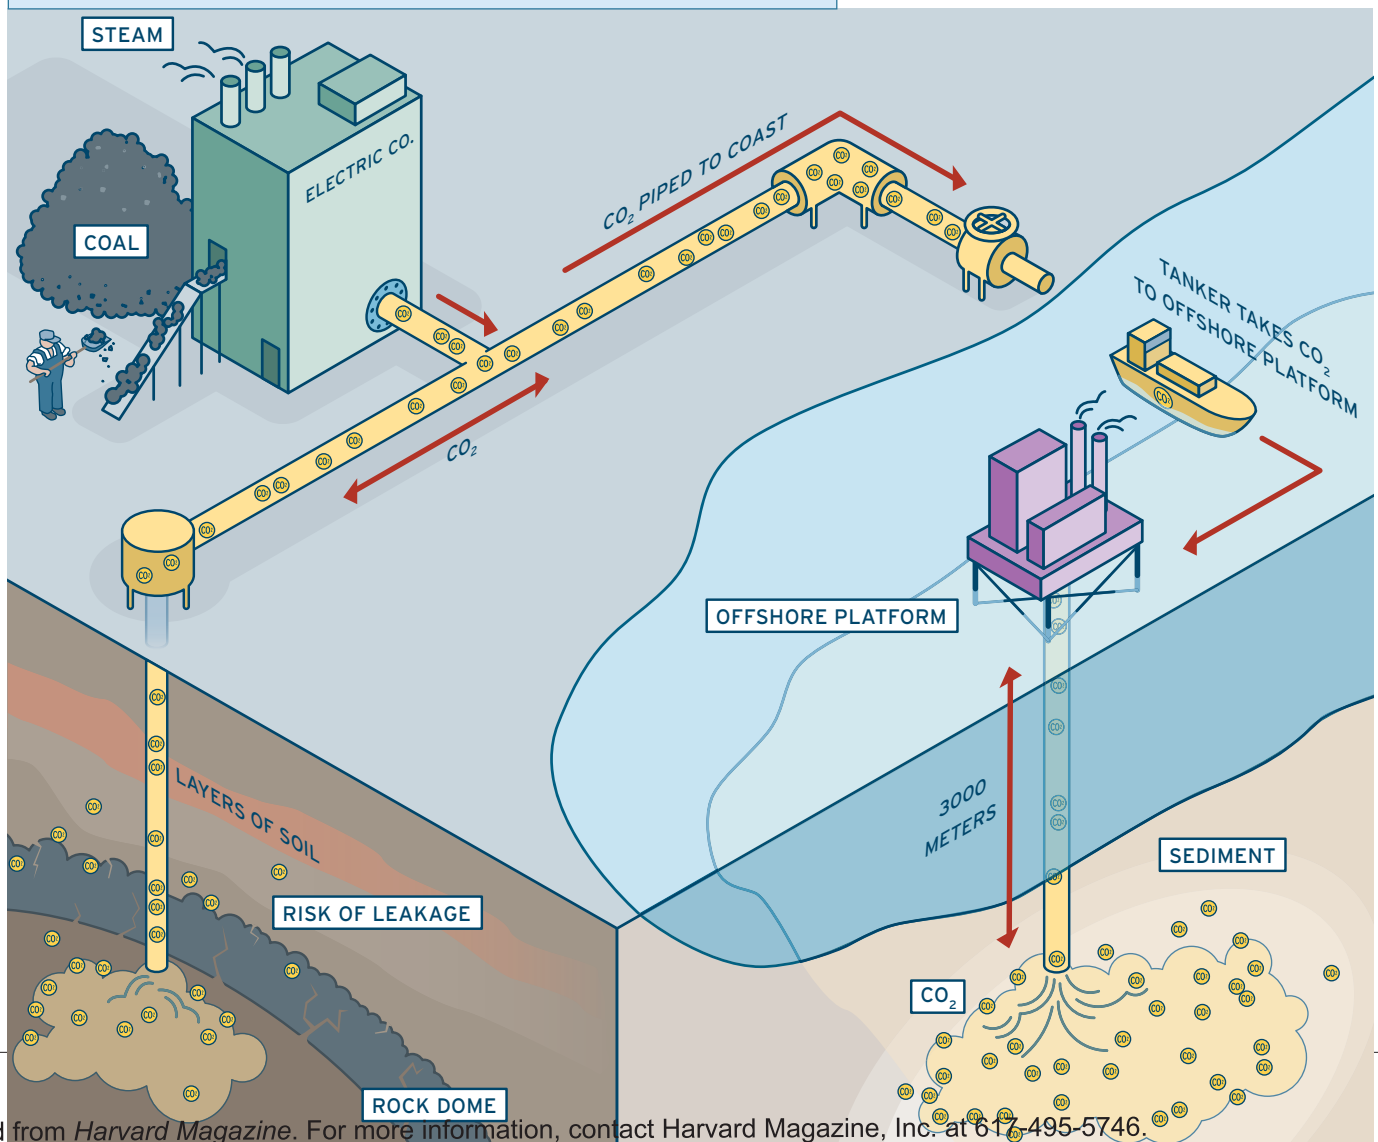 STEAM
ELECTRIC CO.
COAL
CO₂ PIPED TO COAST
TANKER TAKES CO₂
TO OFFSHORE PLATFORM
CO₂
OFFSHORE PLATFORM
3000
METERS
LAYERS OF SOIL
SEDIMENT
RISK OF LEAKAGE
CO₂
ROCK DOME
from Harvard Magazine. For more information, contact Harvard Magazine, Inc. at 617-495-5746.